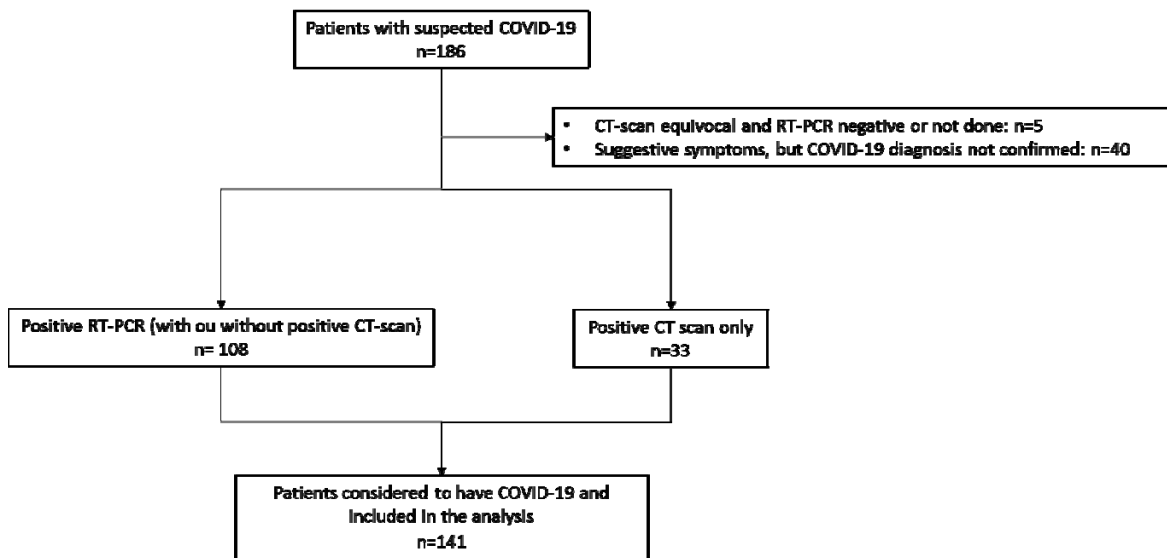 Patients with suspected COVID-19
n=186
• CT-scan equivocal and RT-PCR negative or not done: n=5
• Suggestive symptoms, but COVID-19 diagnosis not confirmed: n=40
Positive RT-PCR (with ou without positive CT-scan)
n= 108
Positive CT scan only
n=33
Patients considered to have COVID-19 and
included in the analysis
n=141